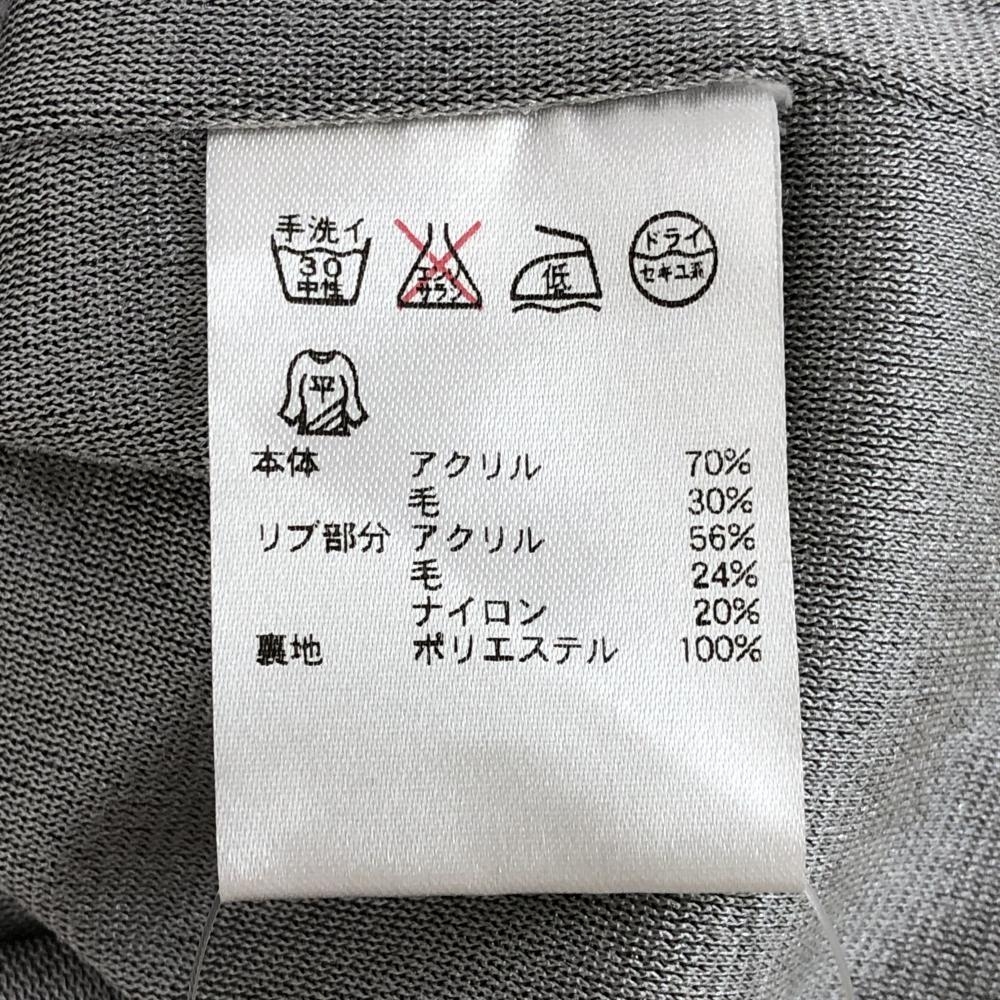 手洗イ
30
中性
エンソ
サラシ
低
ドライ
セキユ系
平
本体 アクリル 70%
毛 30%
リブ部分 アクリル 56%
毛 24%
ナイロン 20%
裏地 ポリエステル 100%